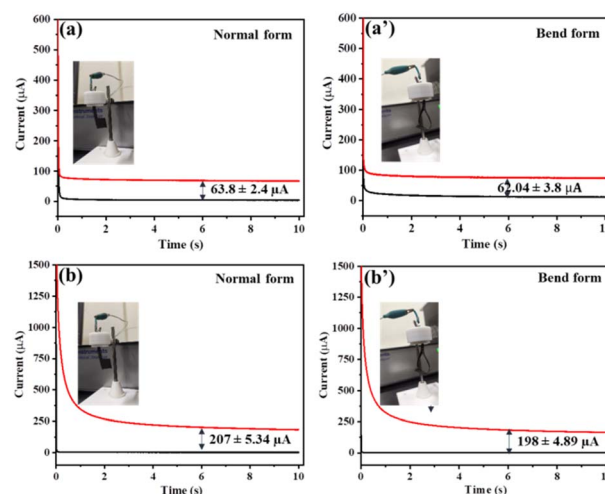 (a)
Normal form
Current (µA)
600
500
400
300
200
100
0
63.8 ± 2.4 µA
0 2 4 6 8 10
Time (s)
(a')
Bend form
Current (µA)
600
500
400
300
200
100
0
62.04 ± 3.8 µA
0 2 4 6 8 10
Time (s)
(b)
Normal form
Current (µA)
1500
1250
1000
750
500
250
0
207 ± 5.34 µA
0 2 4 6 8 10
Time (s)
(b')
Bend form
Current (µA)
1500
1250
1000
750
500
250
0
198 ± 4.89 µA
0 2 4 6 8 10
Time (s)